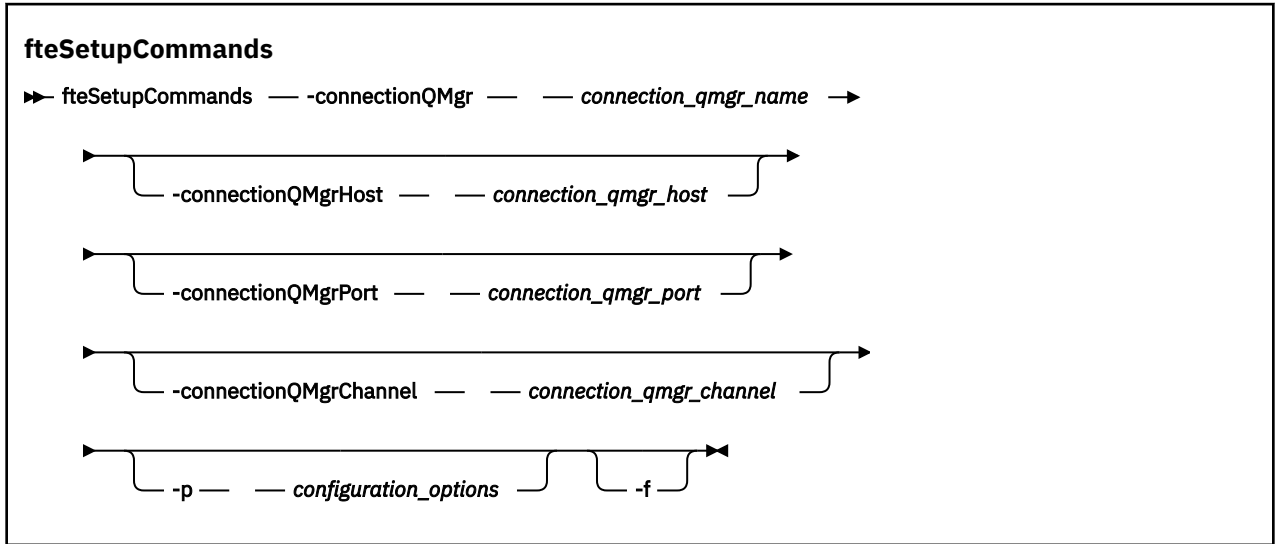 fteSetupCommands
fteSetupCommands -connectionQMgr connection_qmgr_name
-connectionQMgrHost connection_qmgr_host
-connectionQMgrPort connection_qmgr_port
-connectionQMgrChannel connection_qmgr_channel
-p configuration_options -f